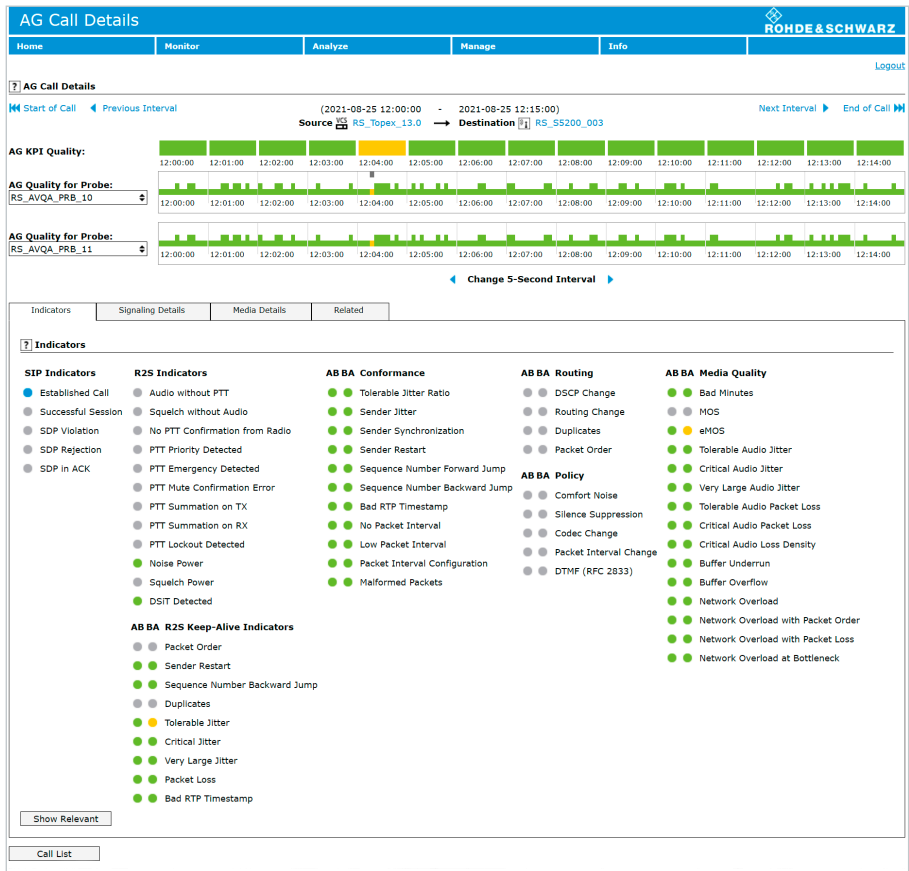 AG Call Details
ROHDE&SCHWARZ
Home Monitor Analyze Manage Info
Logout
? AG Call Details
Start of Call Previous Interval (2021-08-25 12:00:00 - 2021-08-25 12:15:00) Next Interval End of Call
Source VCS RS_Topex_13.0 → Destination RS_S5200_003
AG KPI Quality:
12:00:00 12:01:00 12:02:00 12:03:00 12:04:00 12:05:00 12:06:00 12:07:00 12:08:00 12:09:00 12:10:00 12:11:00 12:12:00 12:13:00 12:14:00
AG Quality for Probe:
RS_AVQA_PRB_10
12:00:00 12:01:00 12:02:00 12:03:00 12:04:00 12:05:00 12:06:00 12:07:00 12:08:00 12:09:00 12:10:00 12:11:00 12:12:00 12:13:00 12:14:00
AG Quality for Probe:
RS_AVQA_PRB_11
12:00:00 12:01:00 12:02:00 12:03:00 12:04:00 12:05:00 12:06:00 12:07:00 12:08:00 12:09:00 12:10:00 12:11:00 12:12:00 12:13:00 12:14:00
Change 5-Second Interval
Indicators Signaling Details Media Details Related
? Indicators
SIP Indicators
Established Call
Successful Session
SDP Violation
SDP Rejection
SDP in ACK
R2S Indicators
Audio without PTT
Squelch without Audio
No PTT Confirmation from Radio
PTT Priority Detected
PTT Emergency Detected
PTT Mute Confirmation Error
PTT Summation on TX
PTT Summation on RX
PTT Lockout Detected
Noise Power
Squelch Power
DSiT Detected
AB BA R2S Keep-Alive Indicators
Packet Order
Sender Restart
Sequence Number Backward Jump
Duplicates
Tolerable Jitter
Critical Jitter
Very Large Jitter
Packet Loss
Bad RTP Timestamp
AB BA Conformance
Tolerable Jitter Ratio
Sender Jitter
Sender Synchronization
Sender Restart
Sequence Number Forward Jump
Sequence Number Backward Jump
Bad RTP Timestamp
No Packet Interval
Low Packet Interval
Packet Interval Configuration
Malformed Packets
AB BA Routing
DSCP Change
Routing Change
Duplicates
Packet Order
AB BA Policy
Comfort Noise
Silence Suppression
Codec Change
Packet Interval Change
DTMF (RFC 2833)
AB BA Media Quality
Bad Minutes
MOS
eMOS
Tolerable Audio Jitter
Critical Audio Jitter
Very Large Audio Jitter
Tolerable Audio Packet Loss
Critical Audio Packet Loss
Critical Audio Loss Density
Buffer Underrun
Buffer Overflow
Network Overload
Network Overload with Packet Order
Network Overload with Packet Loss
Network Overload at Bottleneck
Show Relevant
Call List